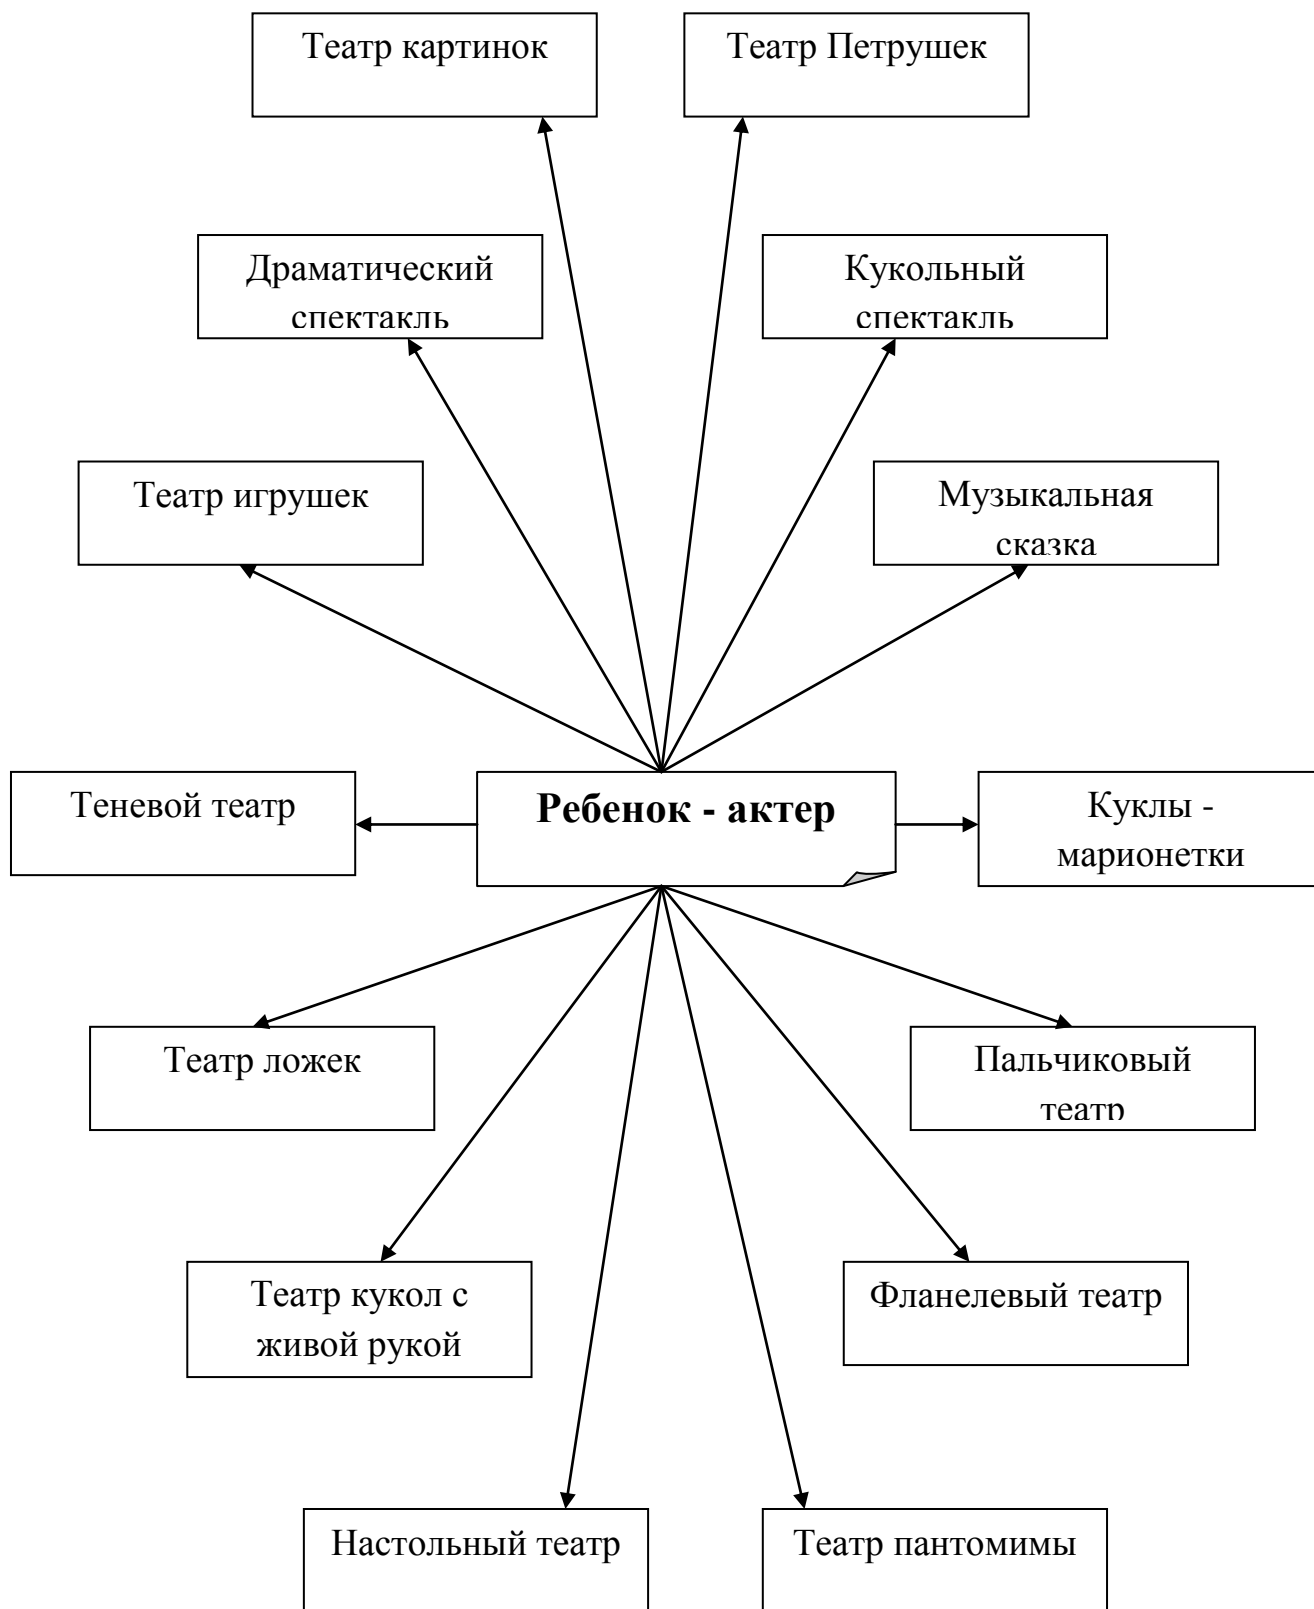 Театр картинок
Театр Петрушек
Драматический
спектакль
Кукольный
спектакль
Театр игрушек
Музыкальная
сказка
Теневой театр
Ребенок - актер
Куклы -
марионетки
Театр ложек
Пальчиковый
театр
Театр кукол с
живой рукой
Фланелевый театр
Настольный театр
Театр пантомимы